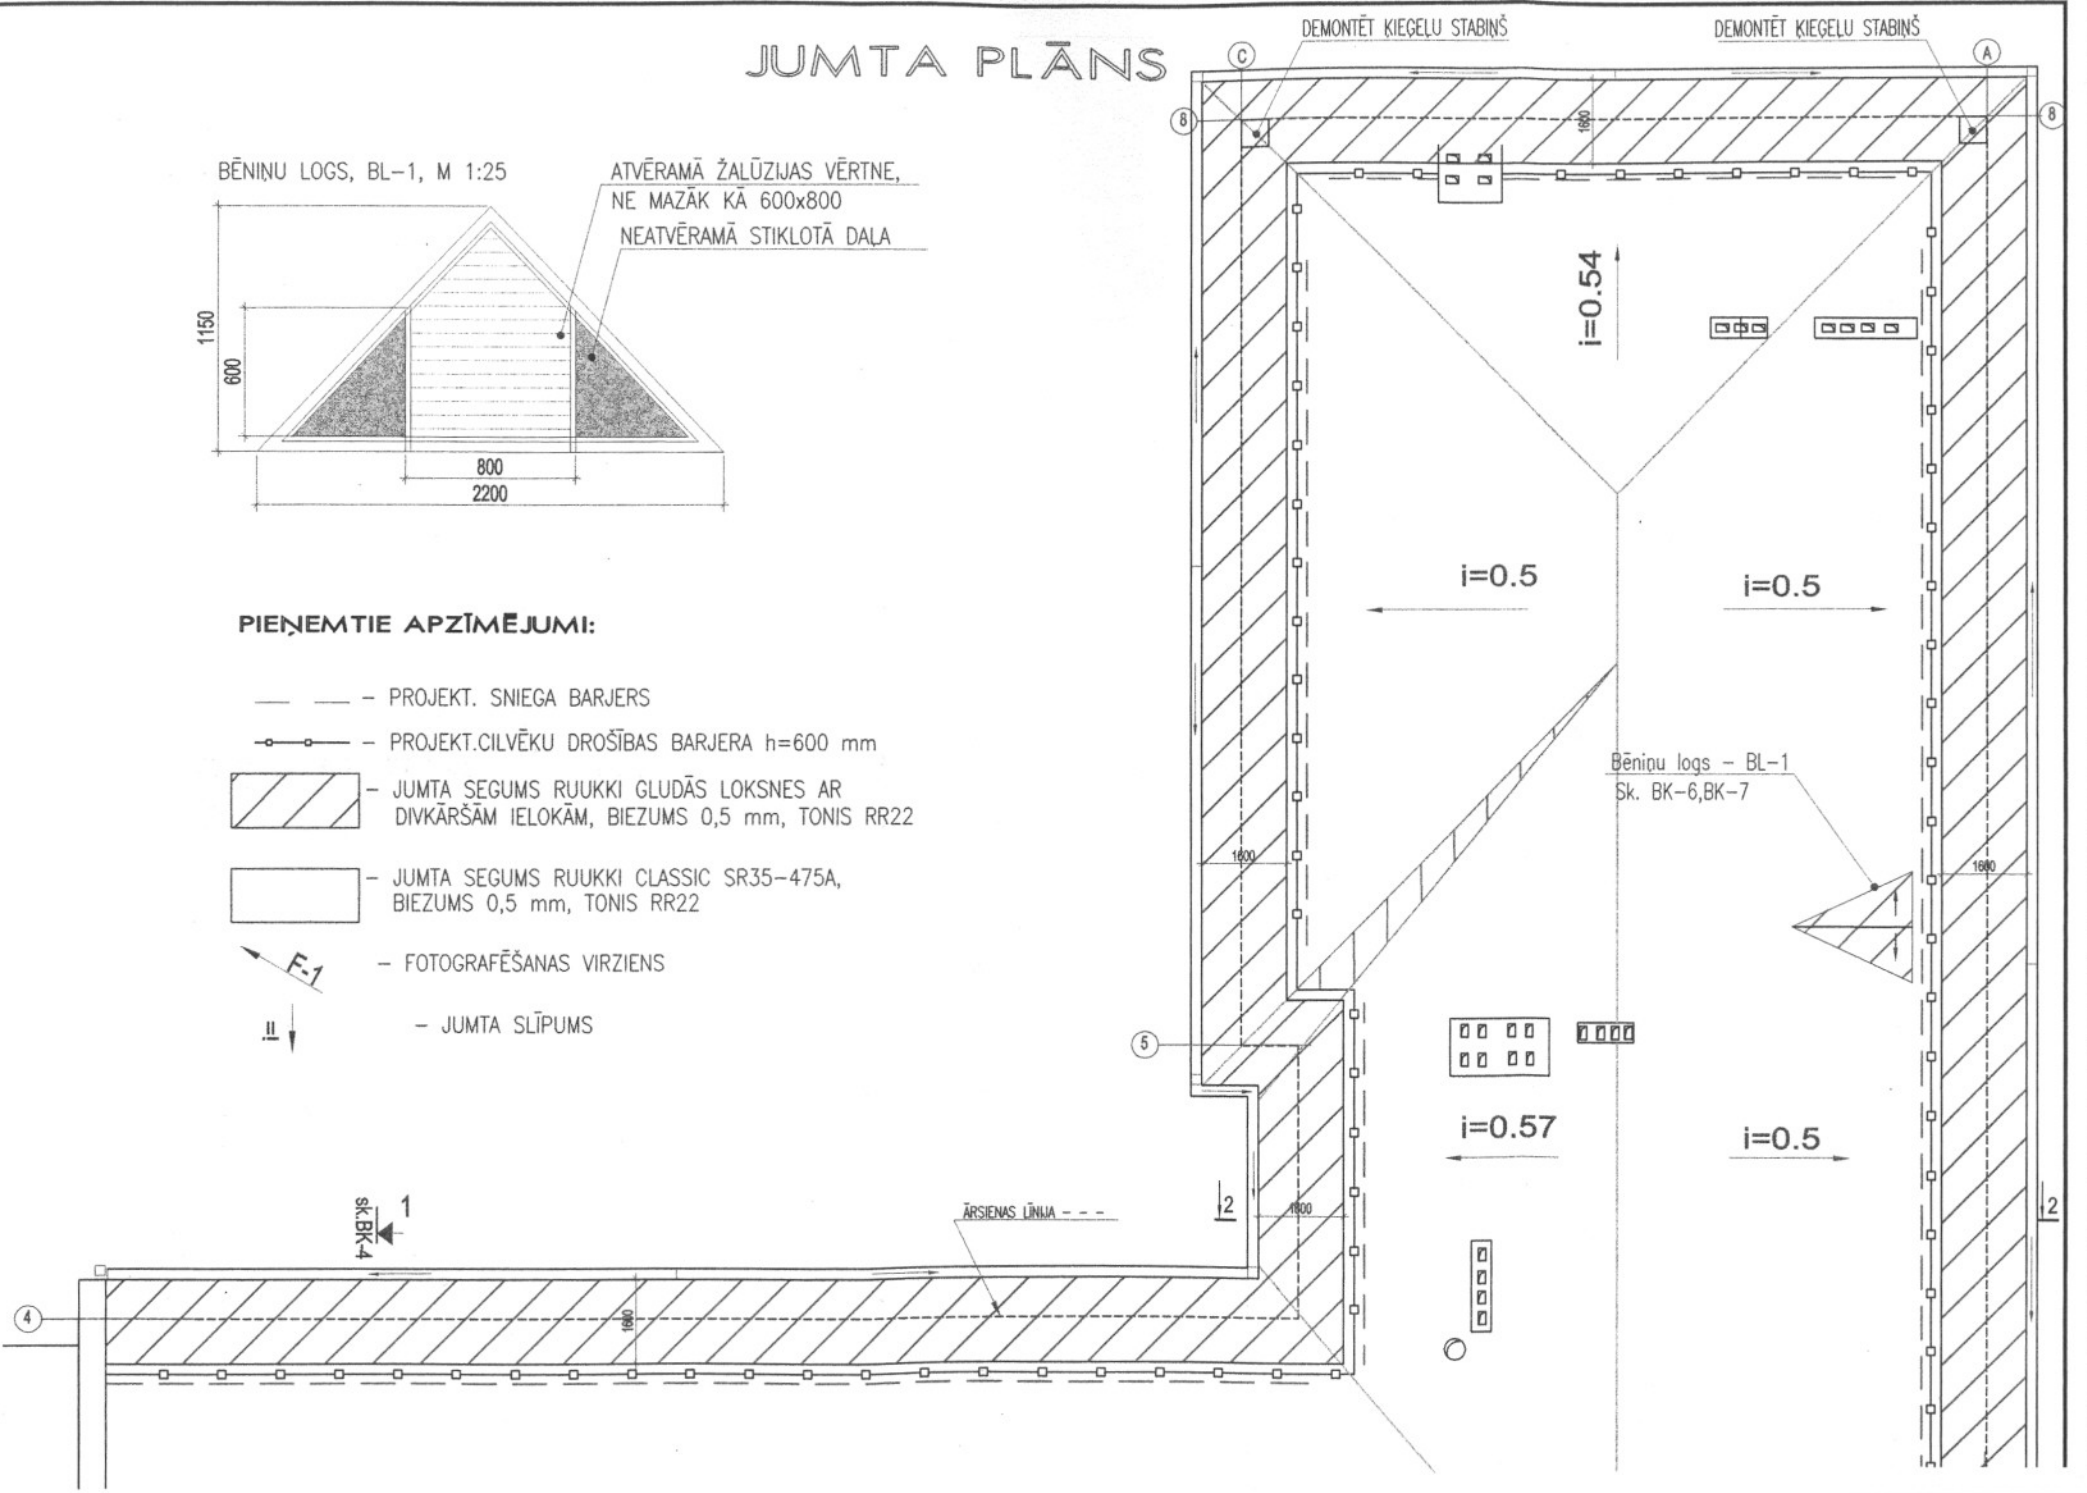 JUMTA PLĀNS
DEMONTĒT ĶIEĢEĻU STABIŅŠ
DEMONTĒT ĶIEĢEĻU STABIŅŠ
C
A
8
8
1600
BĒNIŅU LOGS, BL-1, M 1:25
ATVĒRAMĀ ŽALŪZIJAS VĒRTNE,
NE MAZĀK KĀ 600x800
NEATVĒRAMĀ STIKLOTĀ DAĻA
1150
600
800
2200
i=0.54
i=0.5
i=0.5
PIEŅEMTIE APZĪMĒJUMI:
— — – PROJEKT. SNIEGA BARJERS
– PROJEKT.CILVĒKU DROŠĪBAS BARJERA h=600 mm
– JUMTA SEGUMS RUUKKI GLUDĀS LOKSNES AR
DIVKĀRŠĀM IELOKĀM, BIEZUMS 0,5 mm, TONIS RR22
– JUMTA SEGUMS RUUKKI CLASSIC SR35-475A,
BIEZUMS 0,5 mm, TONIS RR22
F-1
– FOTOGRAFĒŠANAS VIRZIENS
i=
– JUMTA SLĪPUMS
Bēniņu logs – BL-1
Sk. BK-6,BK-7
1600
1600
5
i=0.57
i=0.5
sk.BK-4
1
ĀRSIENAS LĪNIJA - - -
2
1600
2
4
1600